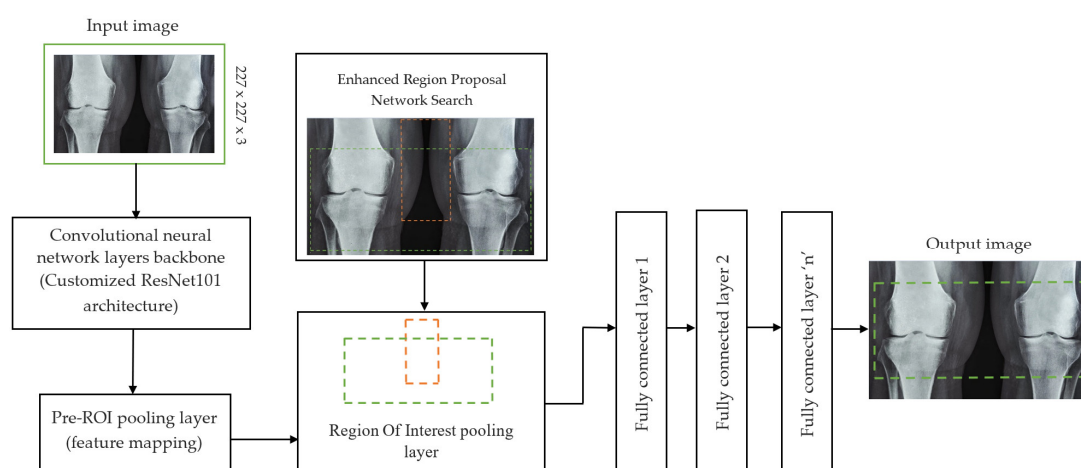 Input image
227 x 227 x 3
Convolutional neural
network layers backbone
(Customized ResNet101
architecture)
Pre-ROI pooling layer
(feature mapping)
Enhanced Region Proposal
Network Search
Region Of Interest pooling
layer
Fully connected layer 1
Fully connected layer 2
Fully connected layer ‘n’
Output image